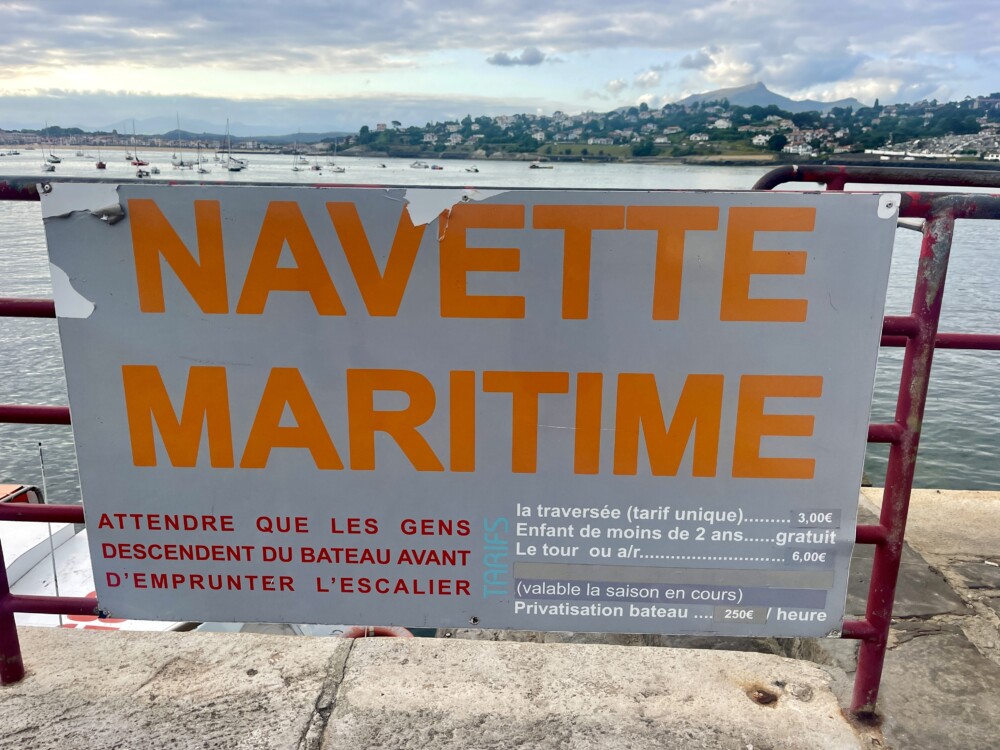 NAVETTE
MARITIME
ATTENDRE QUE LES GENS
DESCENDENT DU BATEAU AVANT
D'EMPRUNTER L'ESCALIER
TARIFS
la traversée (tarif unique)......... 3,00€
Enfant de moins de 2 ans......gratuit
Le tour ou a/r............................ 6,00€
(valable la saison en cours)
Privatisation bateau .... 250€ / heure